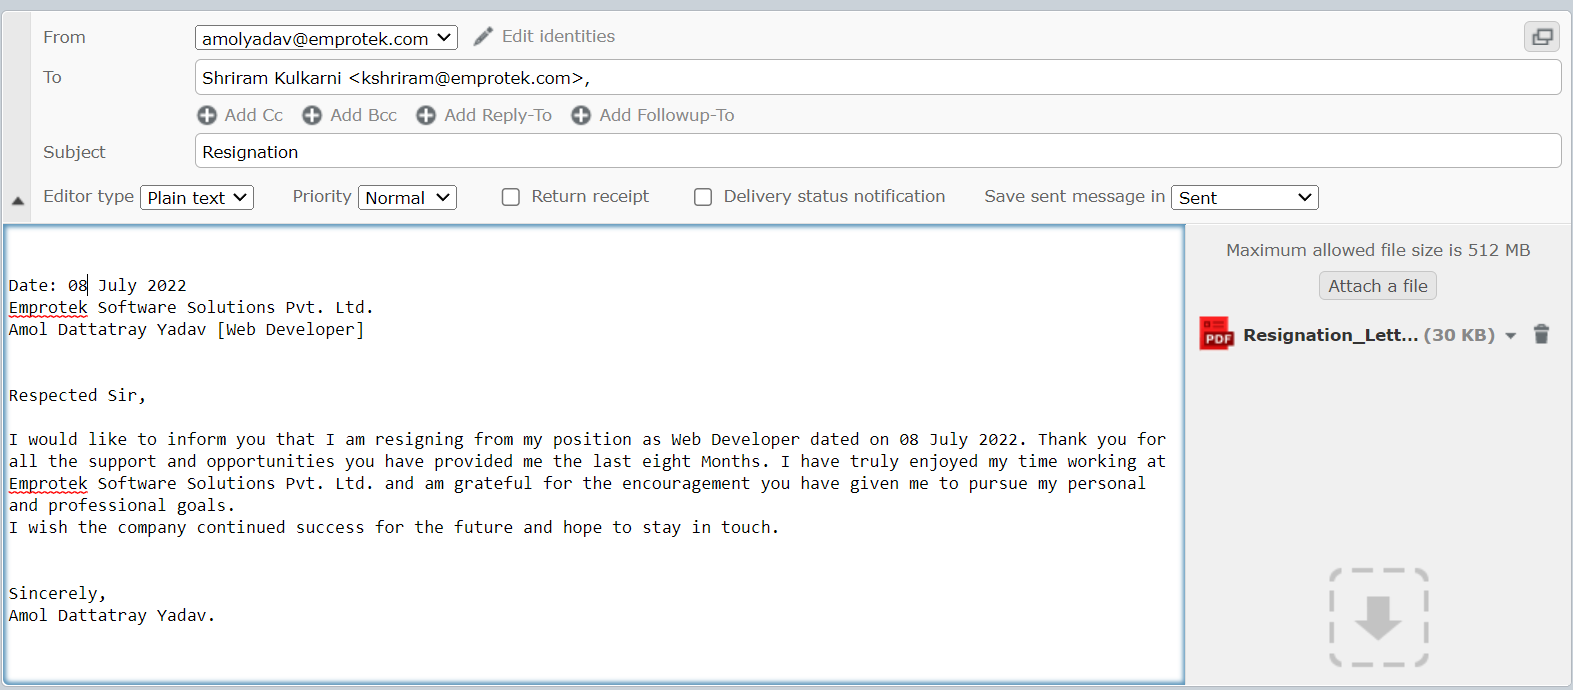 From amolyadav@emprotek.com Edit identities
To Shriram Kulkarni <kshriram@emprotek.com>,
Add Cc Add Bcc Add Reply-To Add Followup-To
Subject Resignation
Editor type Plain text Priority Normal Return receipt Delivery status notification Save sent message in Sent
Date: 08 July 2022
Emprotek Software Solutions Pvt. Ltd.
Amol Dattatray Yadav [Web Developer]
Respected Sir,
I would like to inform you that I am resigning from my position as Web Developer dated on 08 July 2022. Thank you for
all the support and opportunities you have provided me the last eight Months. I have truly enjoyed my time working at
Emprotek Software Solutions Pvt. Ltd. and am grateful for the encouragement you have given me to pursue my personal
and professional goals.
I wish the company continued success for the future and hope to stay in touch.
Sincerely,
Amol Dattatray Yadav.
Maximum allowed file size is 512 MB
Attach a file
PDF Resignation_Lett... (30 KB)